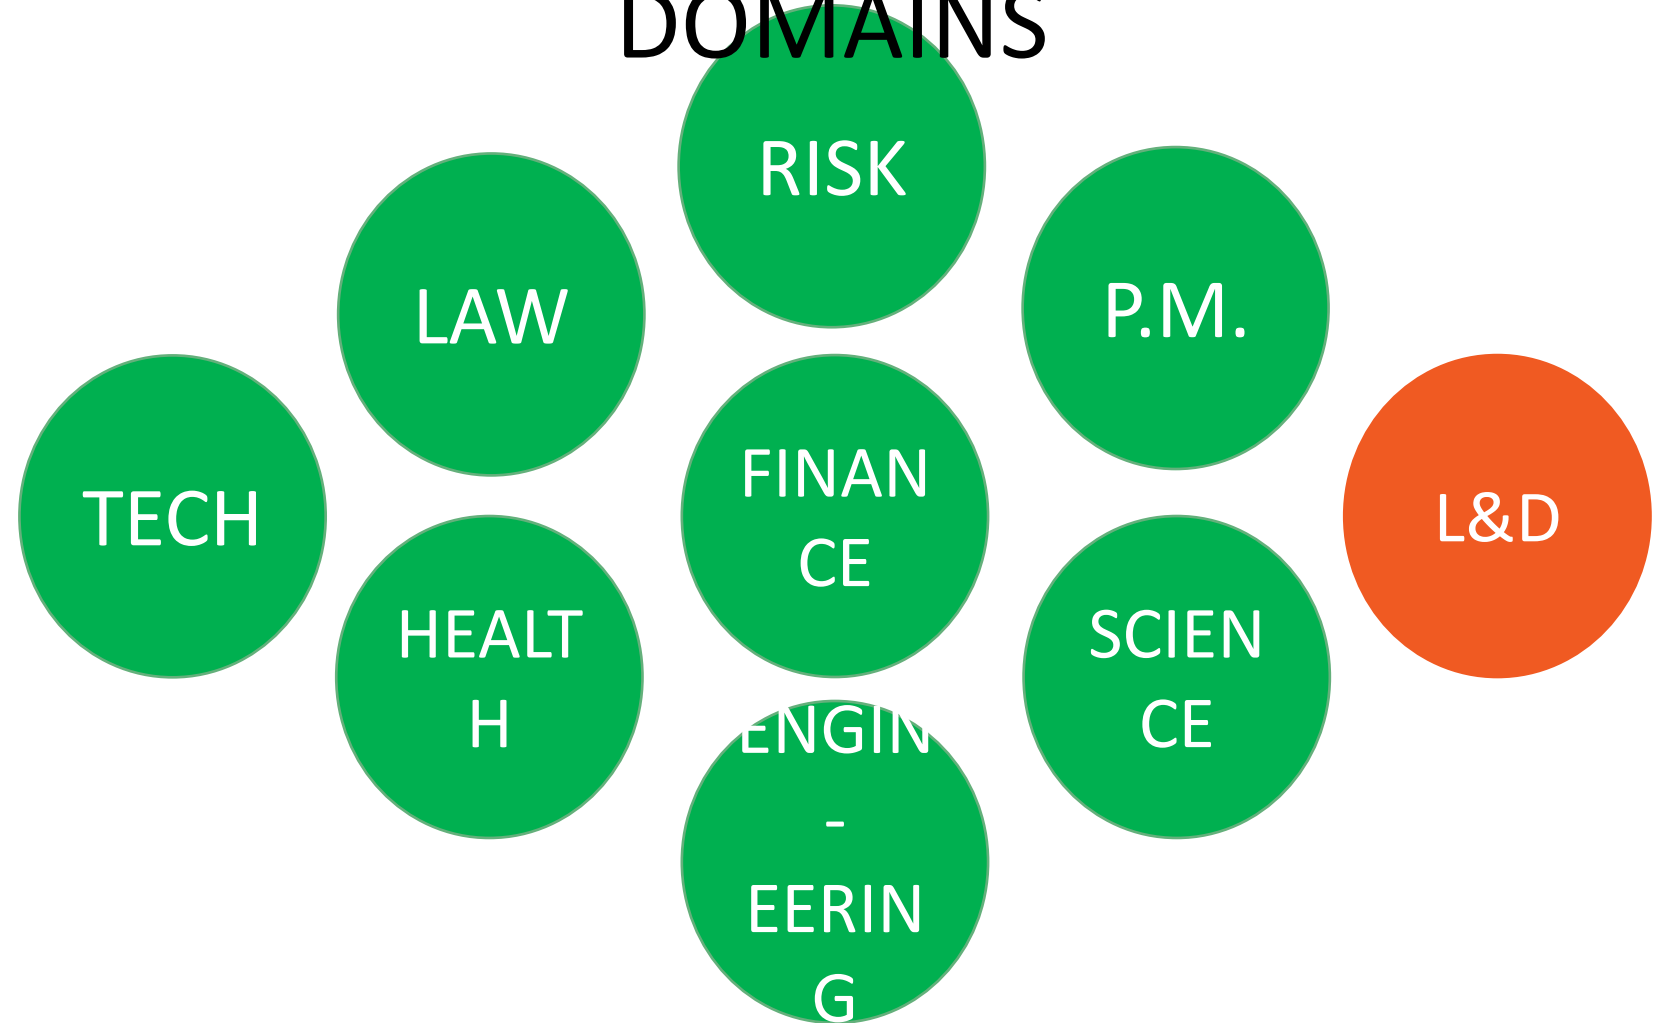 DOMAINS
RISK
LAW
P.M.
TECH
FINAN
CE
L&D
HEALT
H
SCIEN
CE
ENGIN
-
EERIN
G